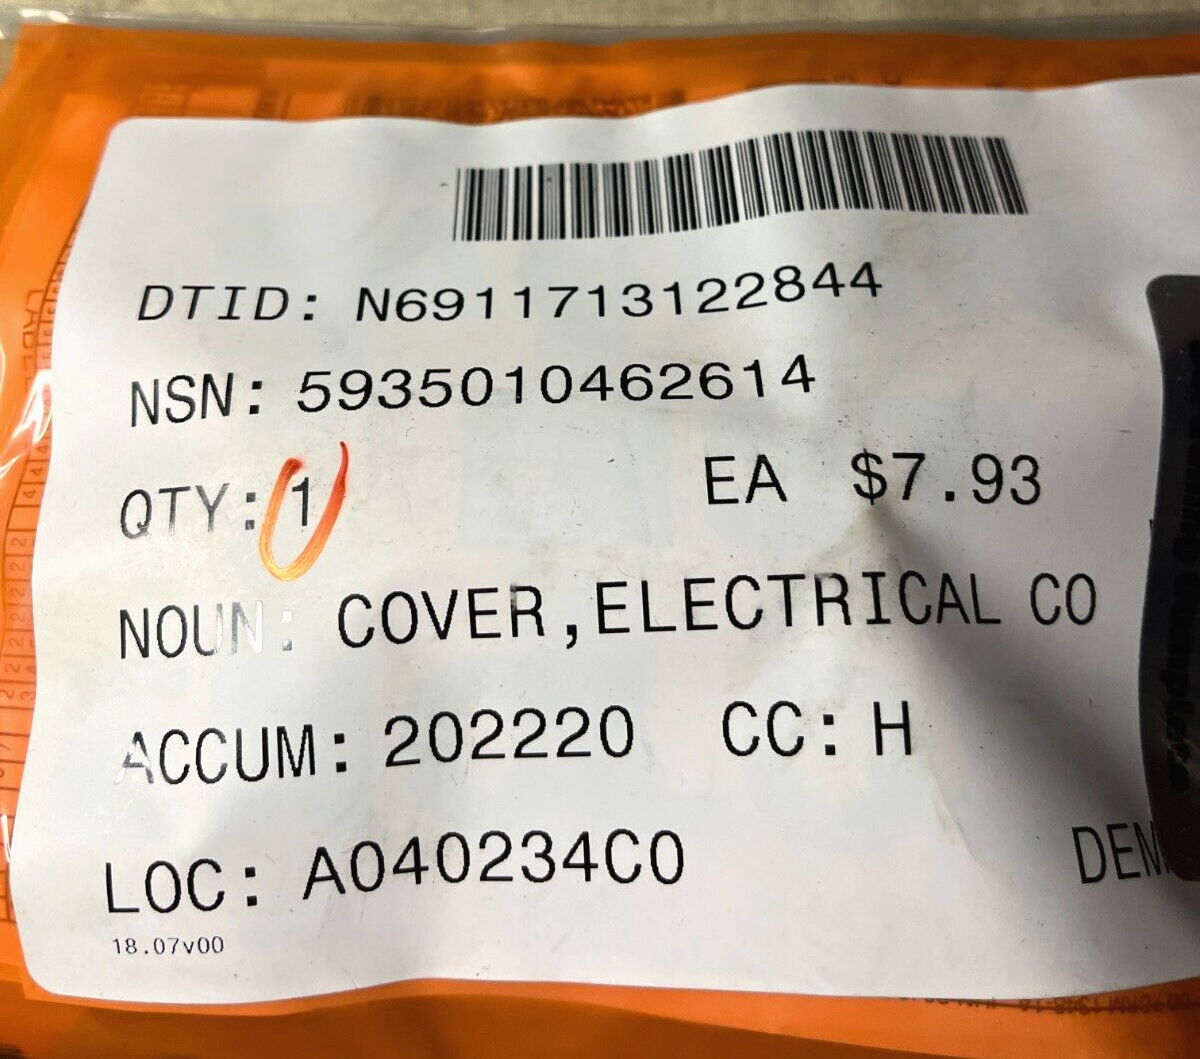 DTID: N6911713122844
NSN: 5935010462614
QTY: 1 EA $7.93
NOUN: COVER,ELECTRICAL CO
ACCUM: 202220 CC: H
LOC: A040234C0
DEM
18.07v00